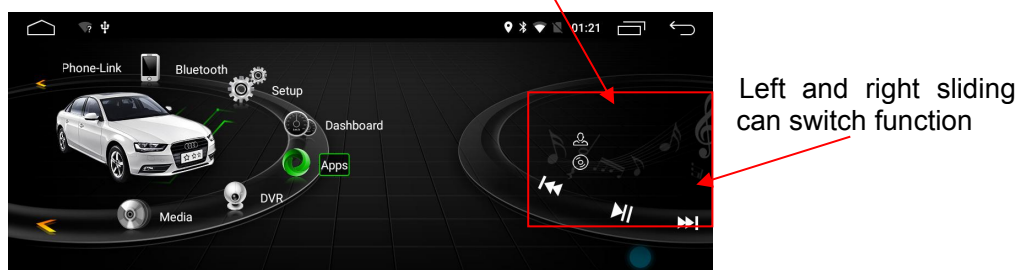 01:21
Phone-Link
Bluetooth
Setup
Dashboard
Apps
DVR
Media
Left and right sliding
can switch function